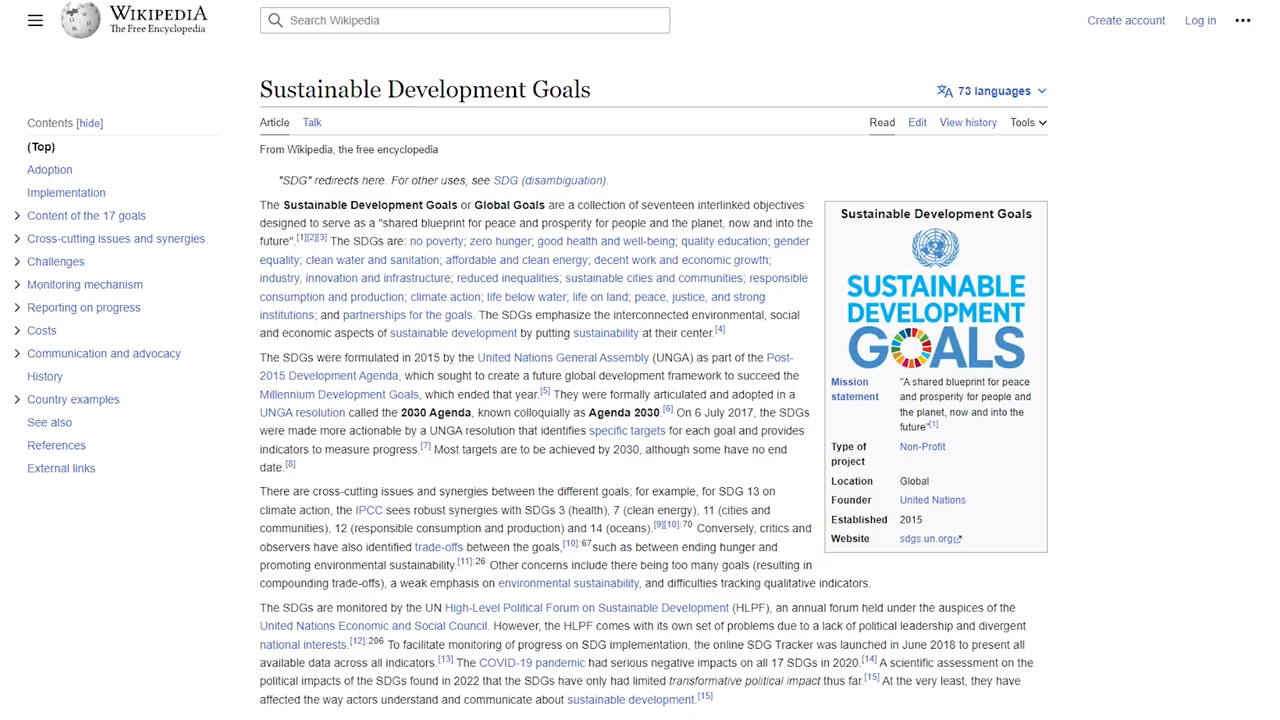 WIKIPEDIA
The Free Encyclopedia
Search Wikipedia
Create account
Log in
Contents [hide]
(Top)
Adoption
Implementation
Content of the 17 goals
Cross-cutting issues and synergies
Challenges
Monitoring mechanism
Reporting on progress
Costs
Communication and advocacy
History
Country examples
See also
References
External links
Sustainable Development Goals
73 languages
Article
Talk
Read
Edit
View history
Tools
From Wikipedia, the free encyclopedia
"SDG" redirects here. For other uses, see SDG (disambiguation).
The Sustainable Development Goals or Global Goals are a collection of seventeen interlinked objectives
designed to serve as a "shared blueprint for peace and prosperity for people and the planet, now and into the
future".[1][2][3] The SDGs are: no poverty; zero hunger; good health and well-being; quality education; gender
equality; clean water and sanitation; affordable and clean energy; decent work and economic growth;
industry, innovation and infrastructure; reduced inequalities; sustainable cities and communities; responsible
consumption and production; climate action; life below water; life on land; peace, justice, and strong
institutions; and partnerships for the goals. The SDGs emphasize the interconnected environmental, social
and economic aspects of sustainable development by putting sustainability at their center.[4]
The SDGs were formulated in 2015 by the United Nations General Assembly (UNGA) as part of the Post-
2015 Development Agenda, which sought to create a future global development framework to succeed the
Millennium Development Goals, which ended that year.[5] They were formally articulated and adopted in a
UNGA resolution called the 2030 Agenda, known colloquially as Agenda 2030.[6] On 6 July 2017, the SDGs
were made more actionable by a UNGA resolution that identifies specific targets for each goal and provides
indicators to measure progress.[7] Most targets are to be achieved by 2030, although some have no end
date.[8]
There are cross-cutting issues and synergies between the different goals; for example, for SDG 13 on
climate action, the IPCC sees robust synergies with SDGs 3 (health), 7 (clean energy), 11 (cities and
communities), 12 (responsible consumption and production) and 14 (oceans).[9][10]:70 Conversely, critics and
observers have also identified trade-offs between the goals,[10]:67 such as between ending hunger and
promoting environmental sustainability.[11]:26 Other concerns include there being too many goals (resulting in
compounding trade-offs), a weak emphasis on environmental sustainability, and difficulties tracking qualitative indicators.
The SDGs are monitored by the UN High-Level Political Forum on Sustainable Development (HLPF), an annual forum held under the auspices of the
United Nations Economic and Social Council. However, the HLPF comes with its own set of problems due to a lack of political leadership and divergent
national interests.[12]:206 To facilitate monitoring of progress on SDG implementation, the online SDG Tracker was launched in June 2018 to present all
available data across all indicators.[13] The COVID-19 pandemic had serious negative impacts on all 17 SDGs in 2020.[14] A scientific assessment on the
political impacts of the SDGs found in 2022 that the SDGs have only had limited transformative political impact thus far.[15] At the very least, they have
affected the way actors understand and communicate about sustainable development.[15]
Sustainable Development Goals
SUSTAINABLE
DEVELOPMENT
GOALS
Mission
statement
"A shared blueprint for peace
and prosperity for people and
the planet, now and into the
future"[1]
Type of
project
Non-Profit
Location
Global
Founder
United Nations
Established
2015
Website
sdgs.un.org